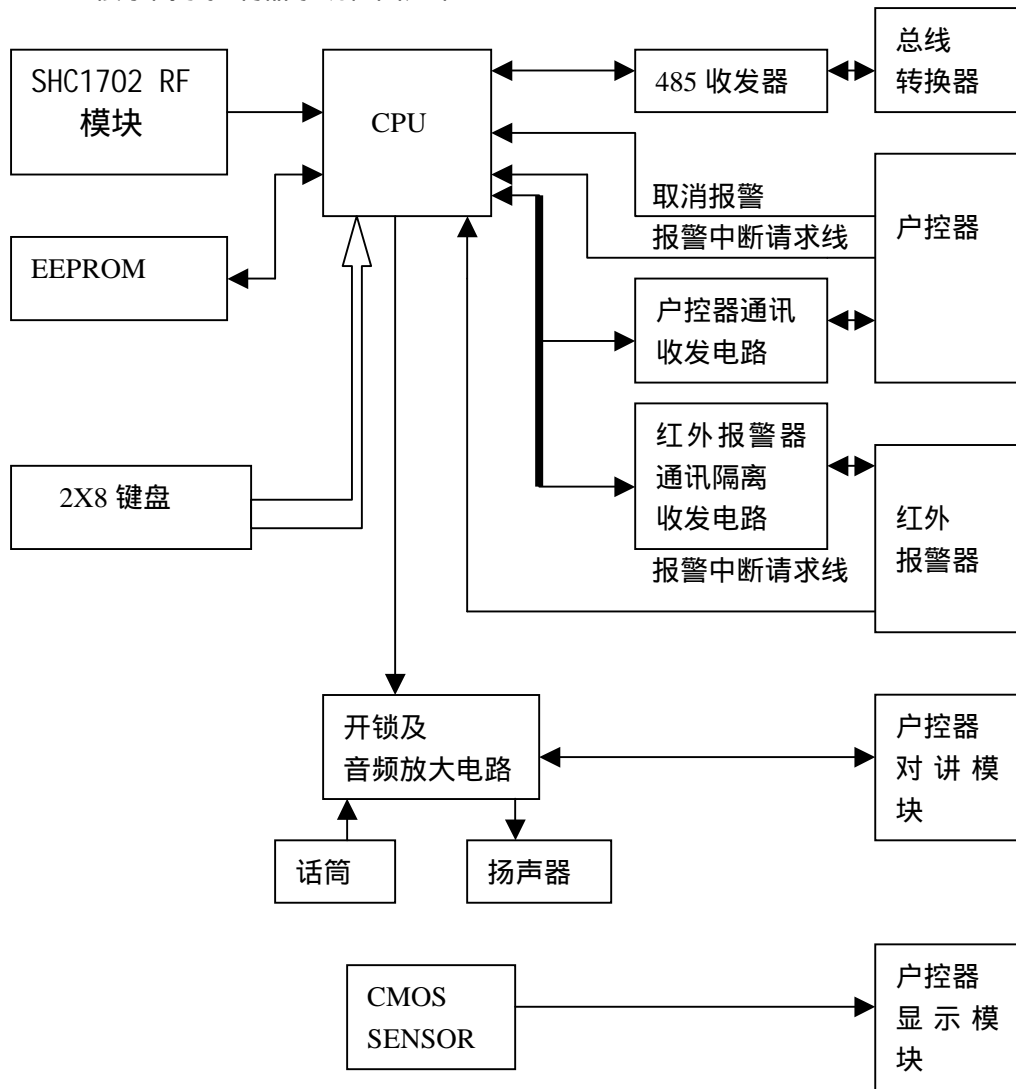 SHC1702 RF
模块
CPU
485 收发器
总线
转换器
取消报警
报警中断请求线
户控器
EEPROM
户控器通讯
收发电路
2X8 键盘
红外报警器
通讯隔离
收发电路
报警中断请求线
红外
报警器
开锁及
音频放大电路
户控器
对讲模
块
话筒
扬声器
CMOS
SENSOR
户控器
显示模
块